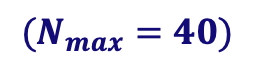 (N_max = 40)